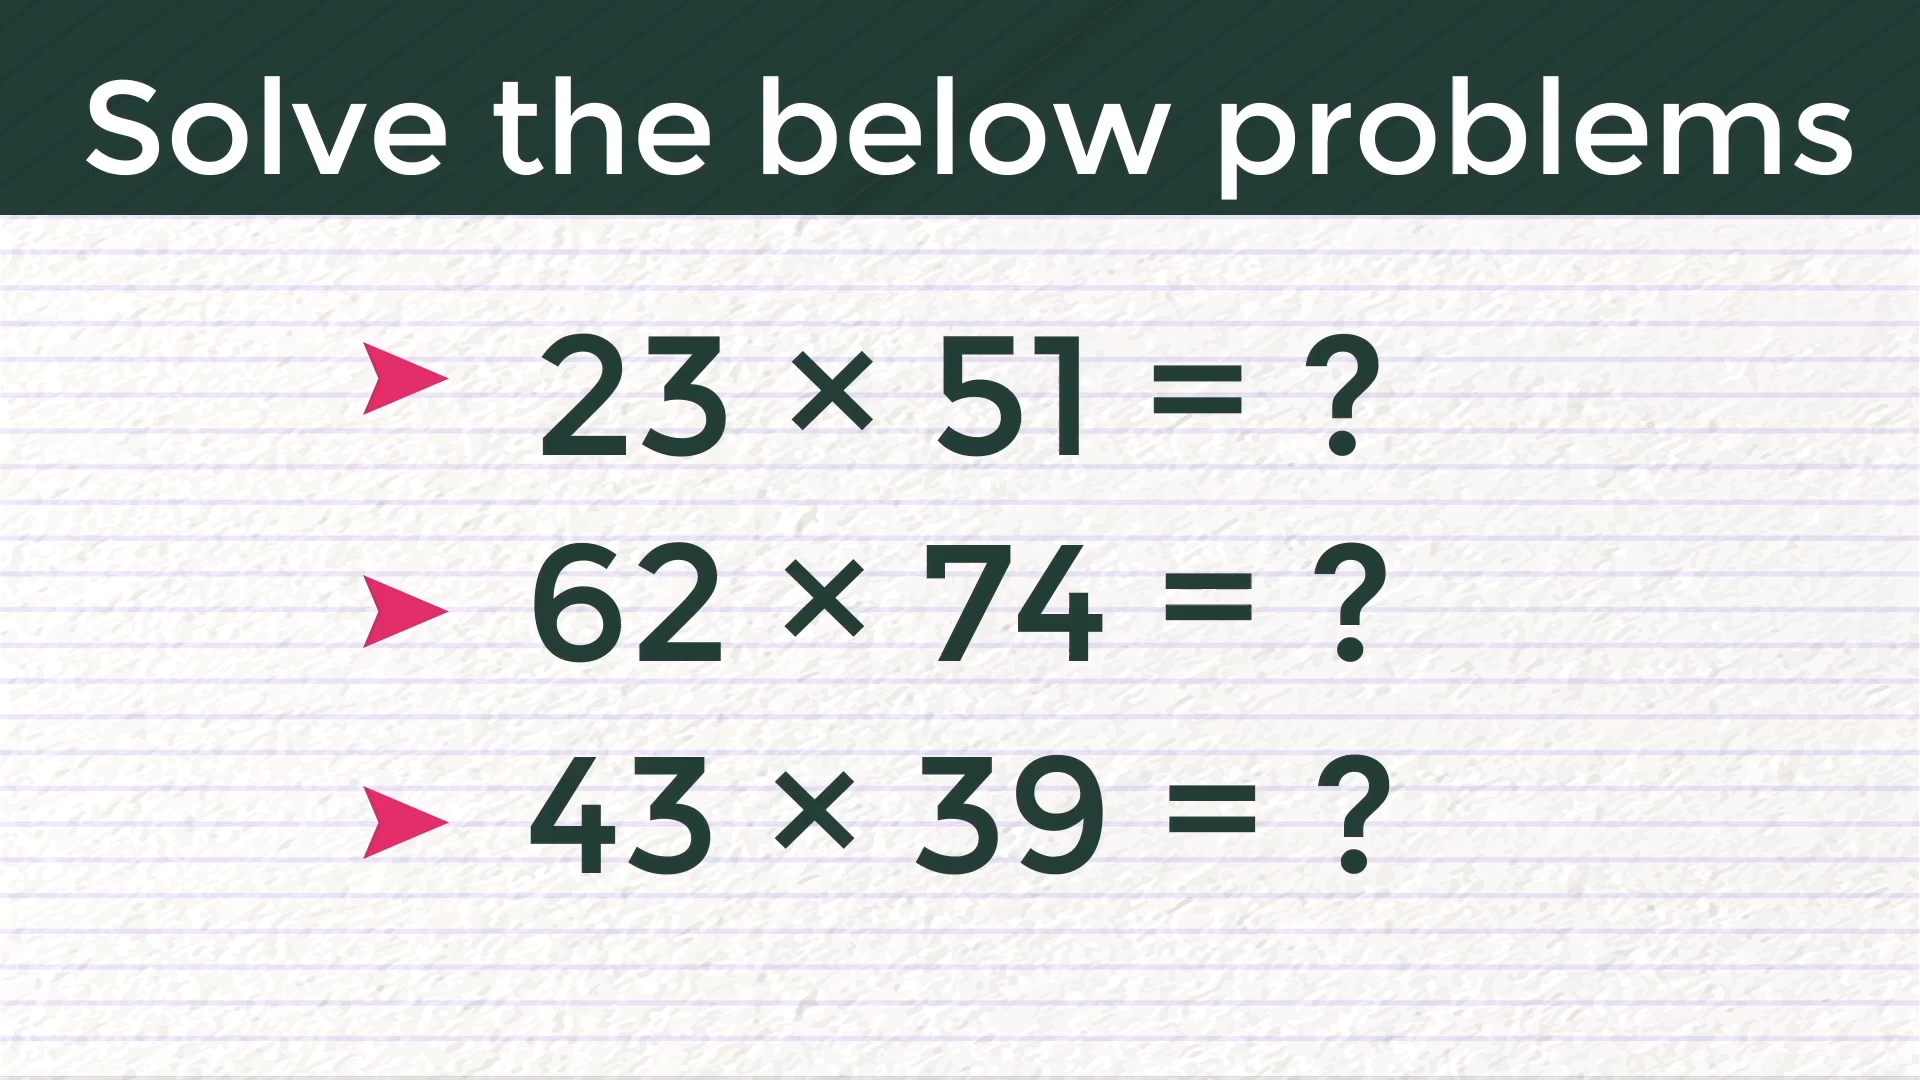 Solve the below problems
23 × 51 = ?
62 × 74 = ?
43 × 39 = ?